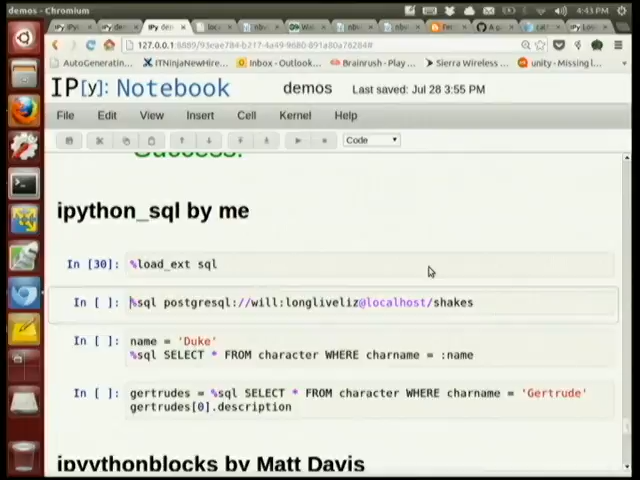 demos - Chromium
4:43 PM
127.0.0.1:8889/93eae784-b217-4a49-9680-891a80a76284#
AutoGenerating... ITNinjaNewHire... Inbox - Outlook... Brainrush - Play... Sierra Wireless ... unity - Missing l...
IP[y]: Notebook demos Last saved: Jul 28 3:55 PM
File Edit View Insert Cell Kernel Help
Code
Success!
ipython_sql by me
In [30]: %load_ext sql
In [ ]: %sql postgresql://will:longliveliz@localhost/shakes
In [ ]: name = 'Duke'
%sql SELECT * FROM character WHERE charname = :name
In [ ]: gertrudes = %sql SELECT * FROM character WHERE charname = 'Gertrude'
gertrudes[0].description
ipythonblocks by Matt Davis